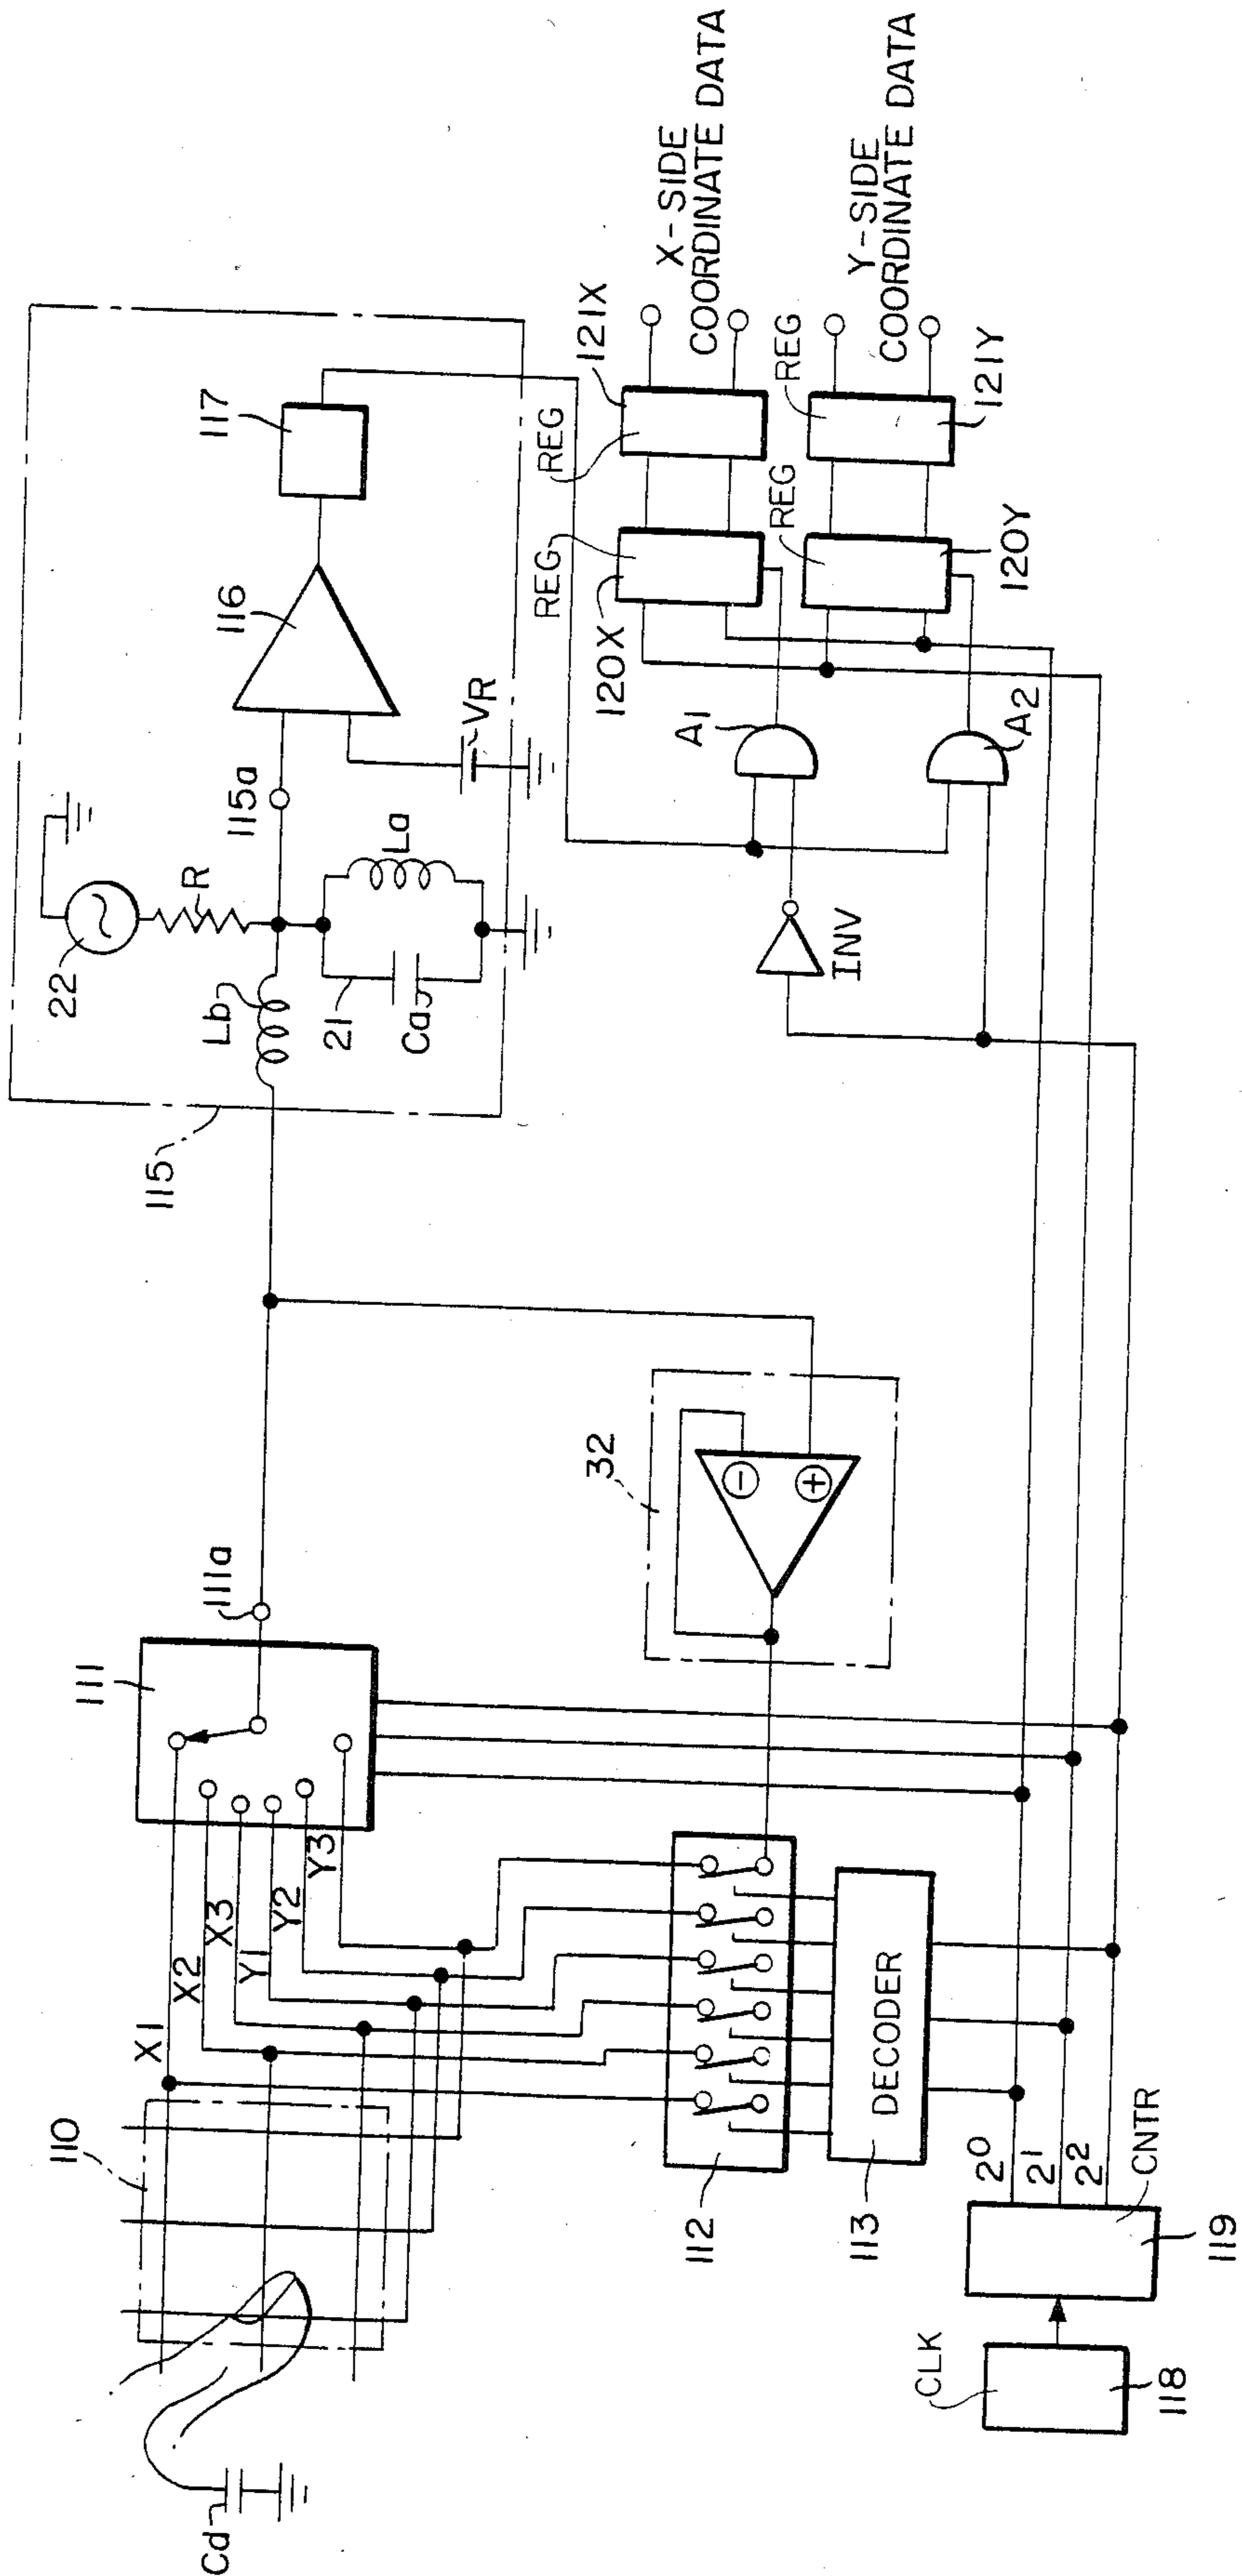 Cd
110
X1
X2
X3
Y1
Y2
Y3
111
111a
115
Lb
22
R
21
Ca
La
115a
116
VR
117
32
⊖
⊕
112
DECODER
113
2⁰
2¹
2²
CNTR
119
CLK
118
INV
A1
A2
120X
REG
REG
121X
REG
120Y
REG
121Y
X-SIDE
COORDINATE DATA
Y-SIDE
COORDINATE DATA